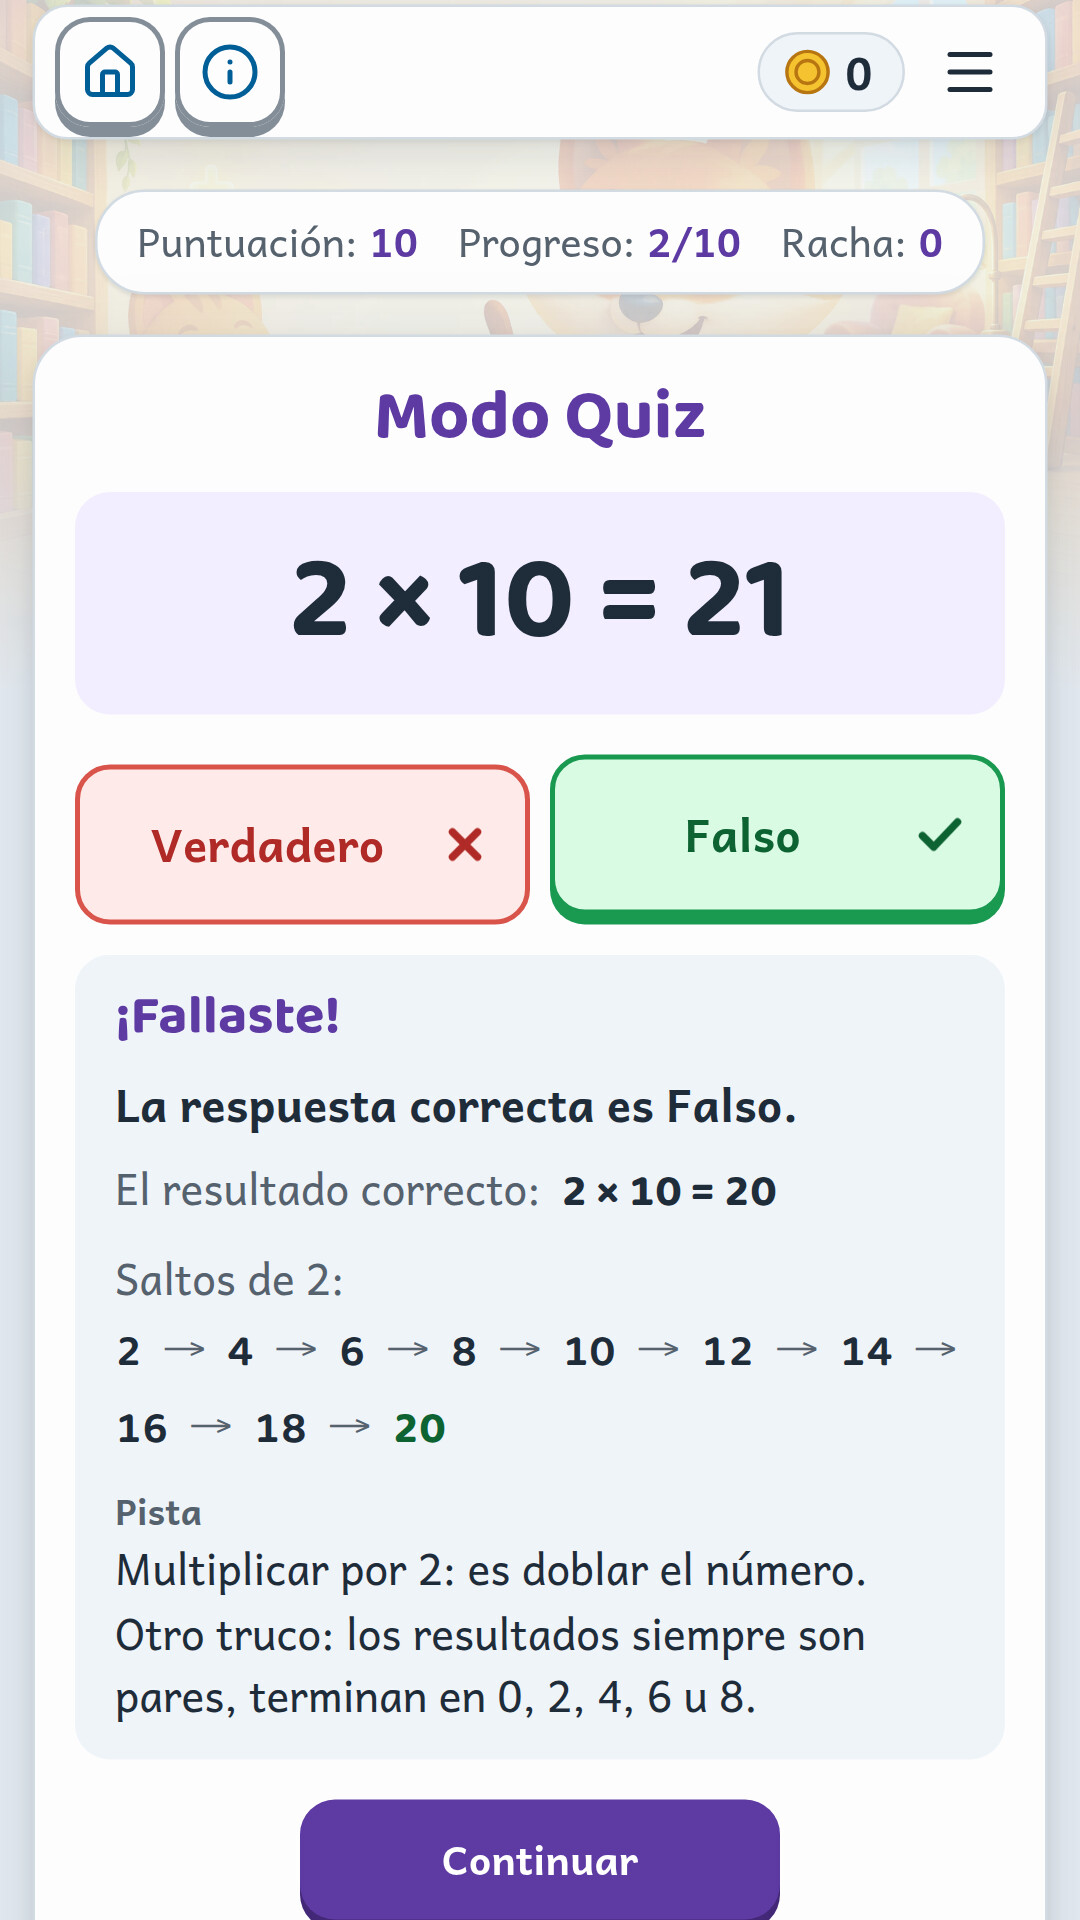 0
Puntuación: 10 Progreso: 2/10 Racha: 0
Modo Quiz
2 × 10 = 21
Verdadero
Falso
¡Fallaste!
La respuesta correcta es Falso.
El resultado correcto: 2 × 10 = 20
Saltos de 2:
2 → 4 → 6 → 8 → 10 → 12 → 14 →
16 → 18 → 20
Pista
Multiplicar por 2: es doblar el número.
Otro truco: los resultados siempre son
pares, terminan en 0, 2, 4, 6 u 8.
Continuar